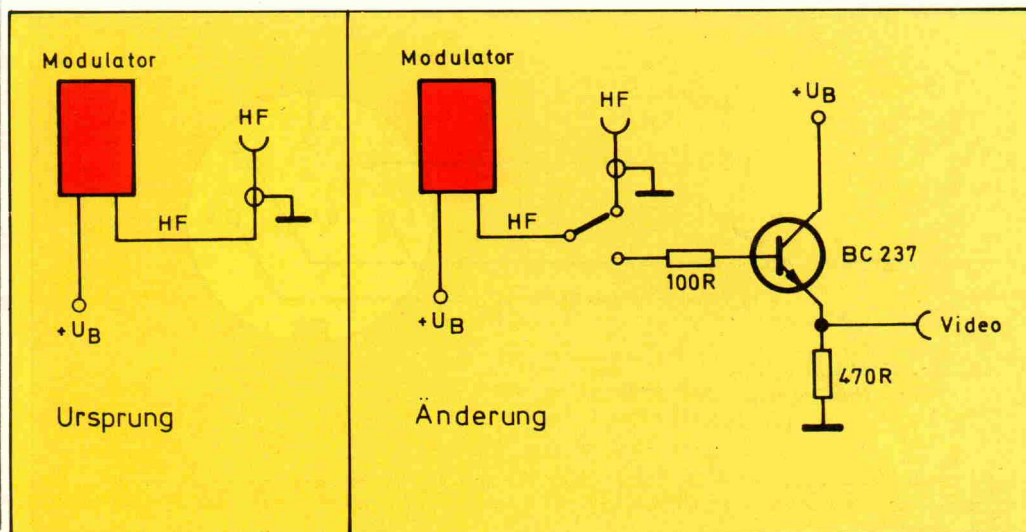 Modulator
HF
HF
+UB
Ursprung
Modulator
HF
+UB
HF
BC 237
100R
+UB
Video
470R
Änderung